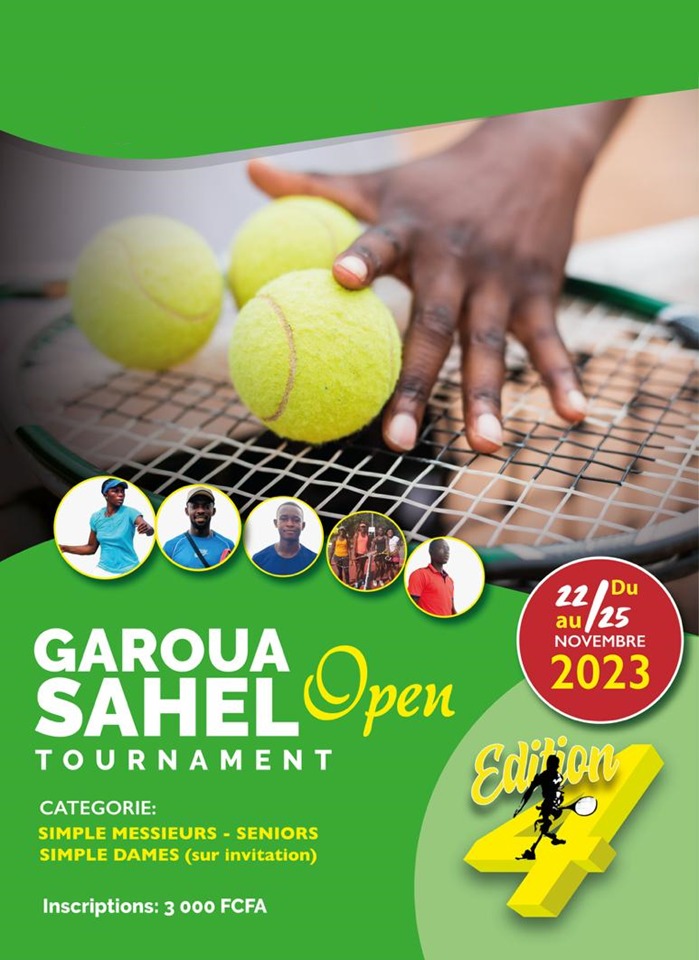 GAROUA
SAHEL Open
TOURNAMENT
CATEGORIE:
SIMPLE MESSIEURS - SENIORS
SIMPLE DAMES (sur invitation)
Inscriptions: 3 000 FCFA
Du
22/25
au
NOVEMBRE
2023
Edition
4